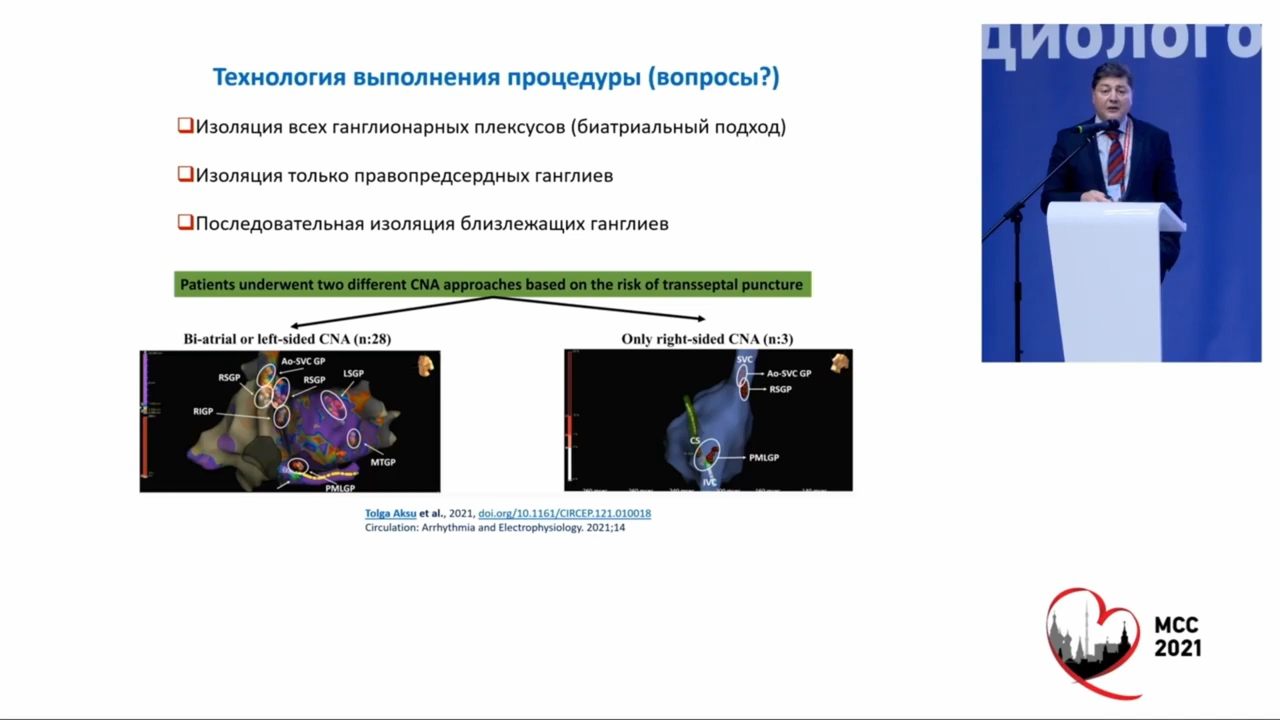 Технология выполнения процедуры (вопросы?)
Изоляция всех ганглионарных плексусов (биатриальный подход)
Изоляция только правопредсердных ганглиев
Последовательная изоляция близлежащих ганглиев
Patients underwent two different CNA approaches based on the risk of transseptal puncture
Bi-atrial or left-sided CNA (n:28)
Ao-SVC GP
RSGP
RSGP
LSGP
RIGP
MTGP
PMLGP
Only right-sided CNA (n:3)
SVC
Ao-SVC GP
RSGP
CS
PMLGP
IVC
Tolga Aksu et al., 2021, doi.org/10.1161/CIRCEP.121.010018
Circulation: Arrhythmia and Electrophysiology. 2021;14
диолого
МСС
2021